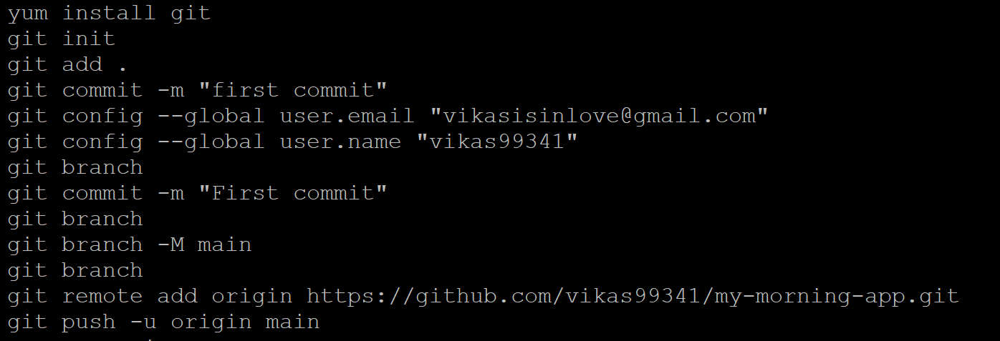 yum install git
git init
git add .
git commit -m "first commit"
git config --global user.email "vikasisinlove@gmail.com"
git config --global user.name "vikas99341"
git branch
git commit -m "First commit"
git branch
git branch -M main
git branch
git remote add origin https://github.com/vikas99341/my-morning-app.git
git push -u origin main